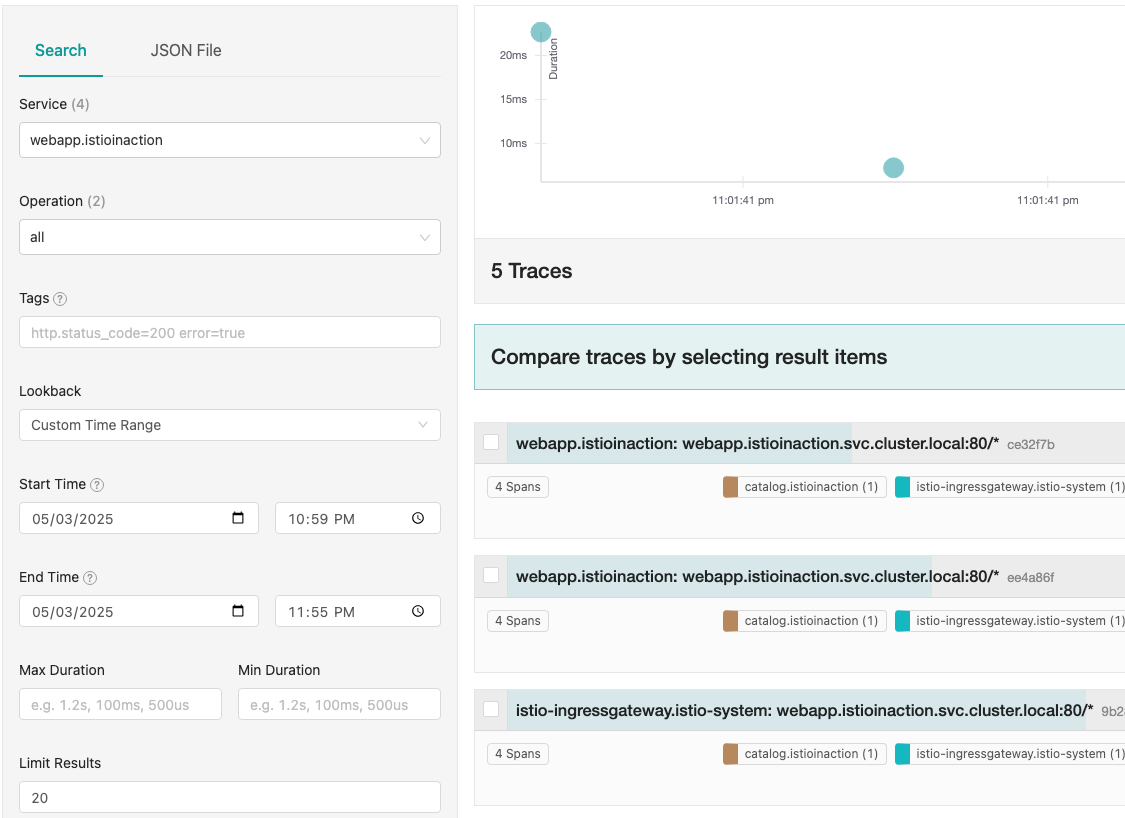 Search JSON File
Service (4)
webapp.istioinaction
Operation (2)
all
Tags ?
http.status_code=200 error=true
Lookback
Custom Time Range
Start Time ?
05/03/2025 10:59 PM
End Time ?
05/03/2025 11:55 PM
Max Duration Min Duration
e.g. 1.2s, 100ms, 500us e.g. 1.2s, 100ms, 500us
Limit Results
20
Duration
20ms
15ms
10ms
11:01:41 pm 11:01:41 pm
5 Traces
Compare traces by selecting result items
webapp.istioinaction: webapp.istioinaction.svc.cluster.local:80/* ce32f7b
4 Spans catalog.istioinaction (1) istio-ingressgateway.istio-system (1)
webapp.istioinaction: webapp.istioinaction.svc.cluster.local:80/* ee4a86f
4 Spans catalog.istioinaction (1) istio-ingressgateway.istio-system (1)
istio-ingressgateway.istio-system: webapp.istioinaction.svc.cluster.local:80/*
4 Spans catalog.istioinaction (1) istio-ingressgateway.istio-system (1)